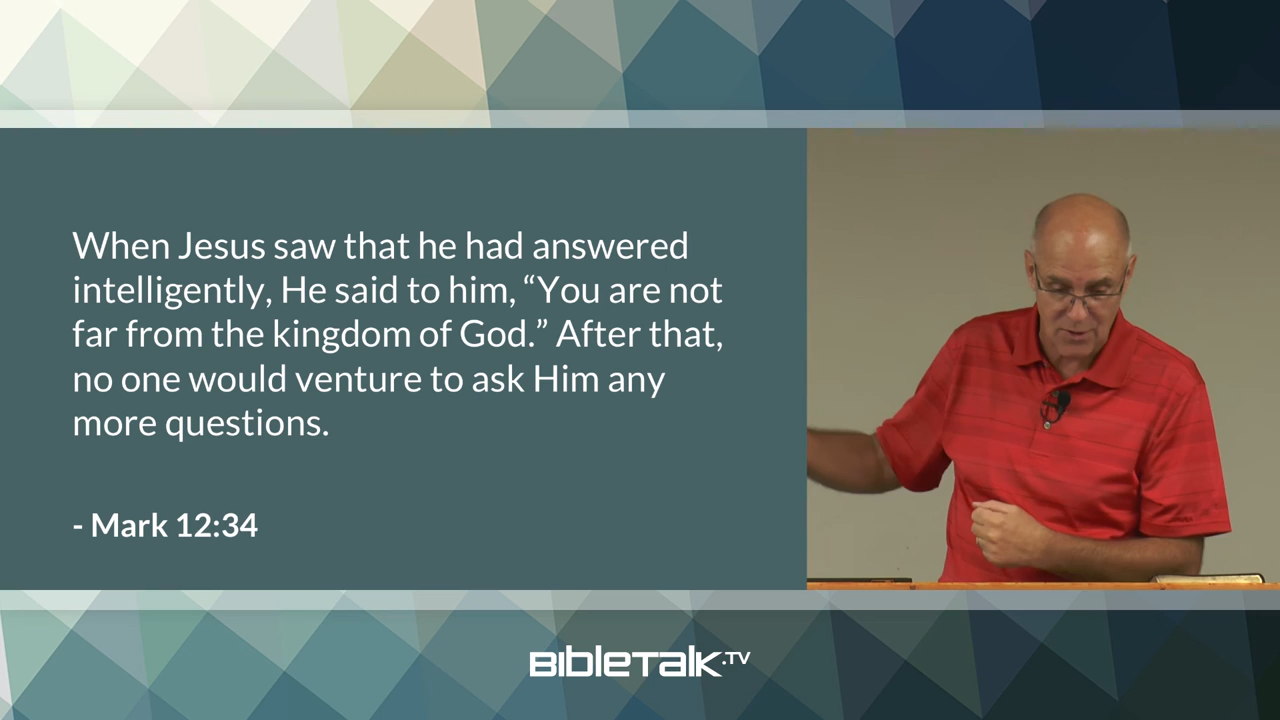 When Jesus saw that he had answered
intelligently, He said to him, “You are not
far from the kingdom of God.” After that,
no one would venture to ask Him any
more questions.
- Mark 12:34
BIBLETALK.TV